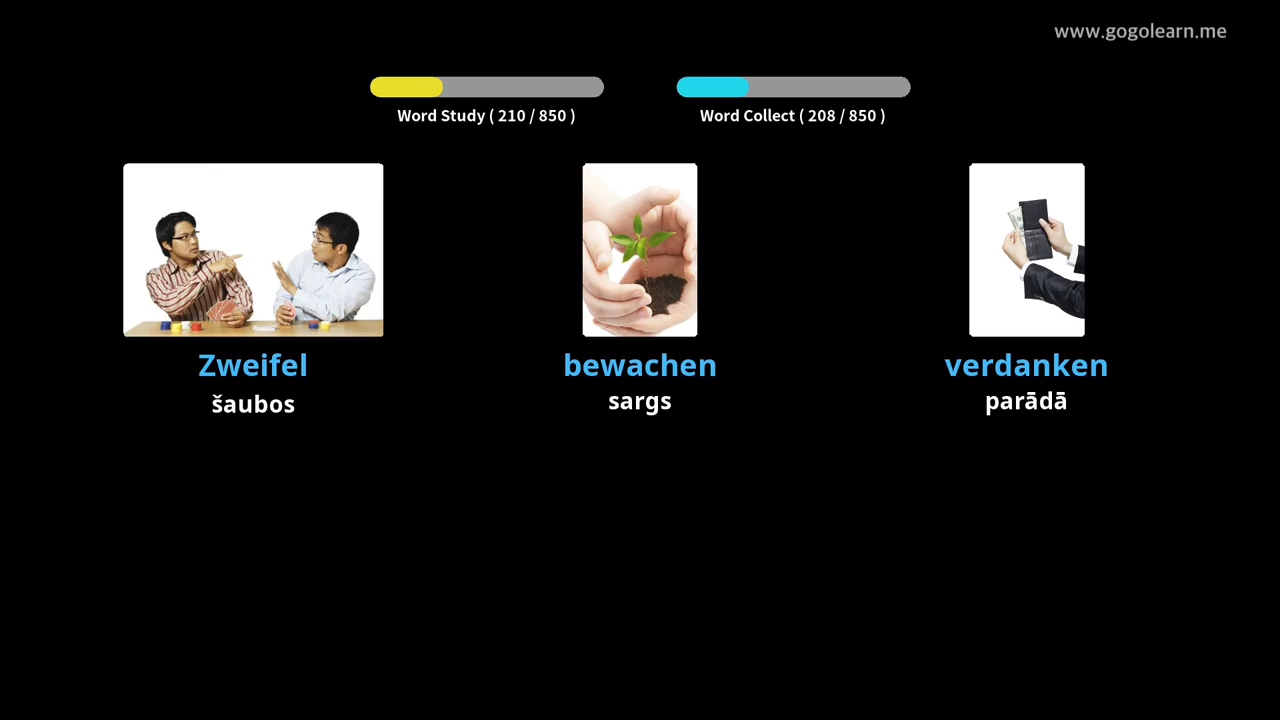 www.gogolearn.me
Word Study ( 210 / 850 )
Word Collect ( 208 / 850 )
Zweifel
šaubos
bewachen
sargs
verdanken
parādā